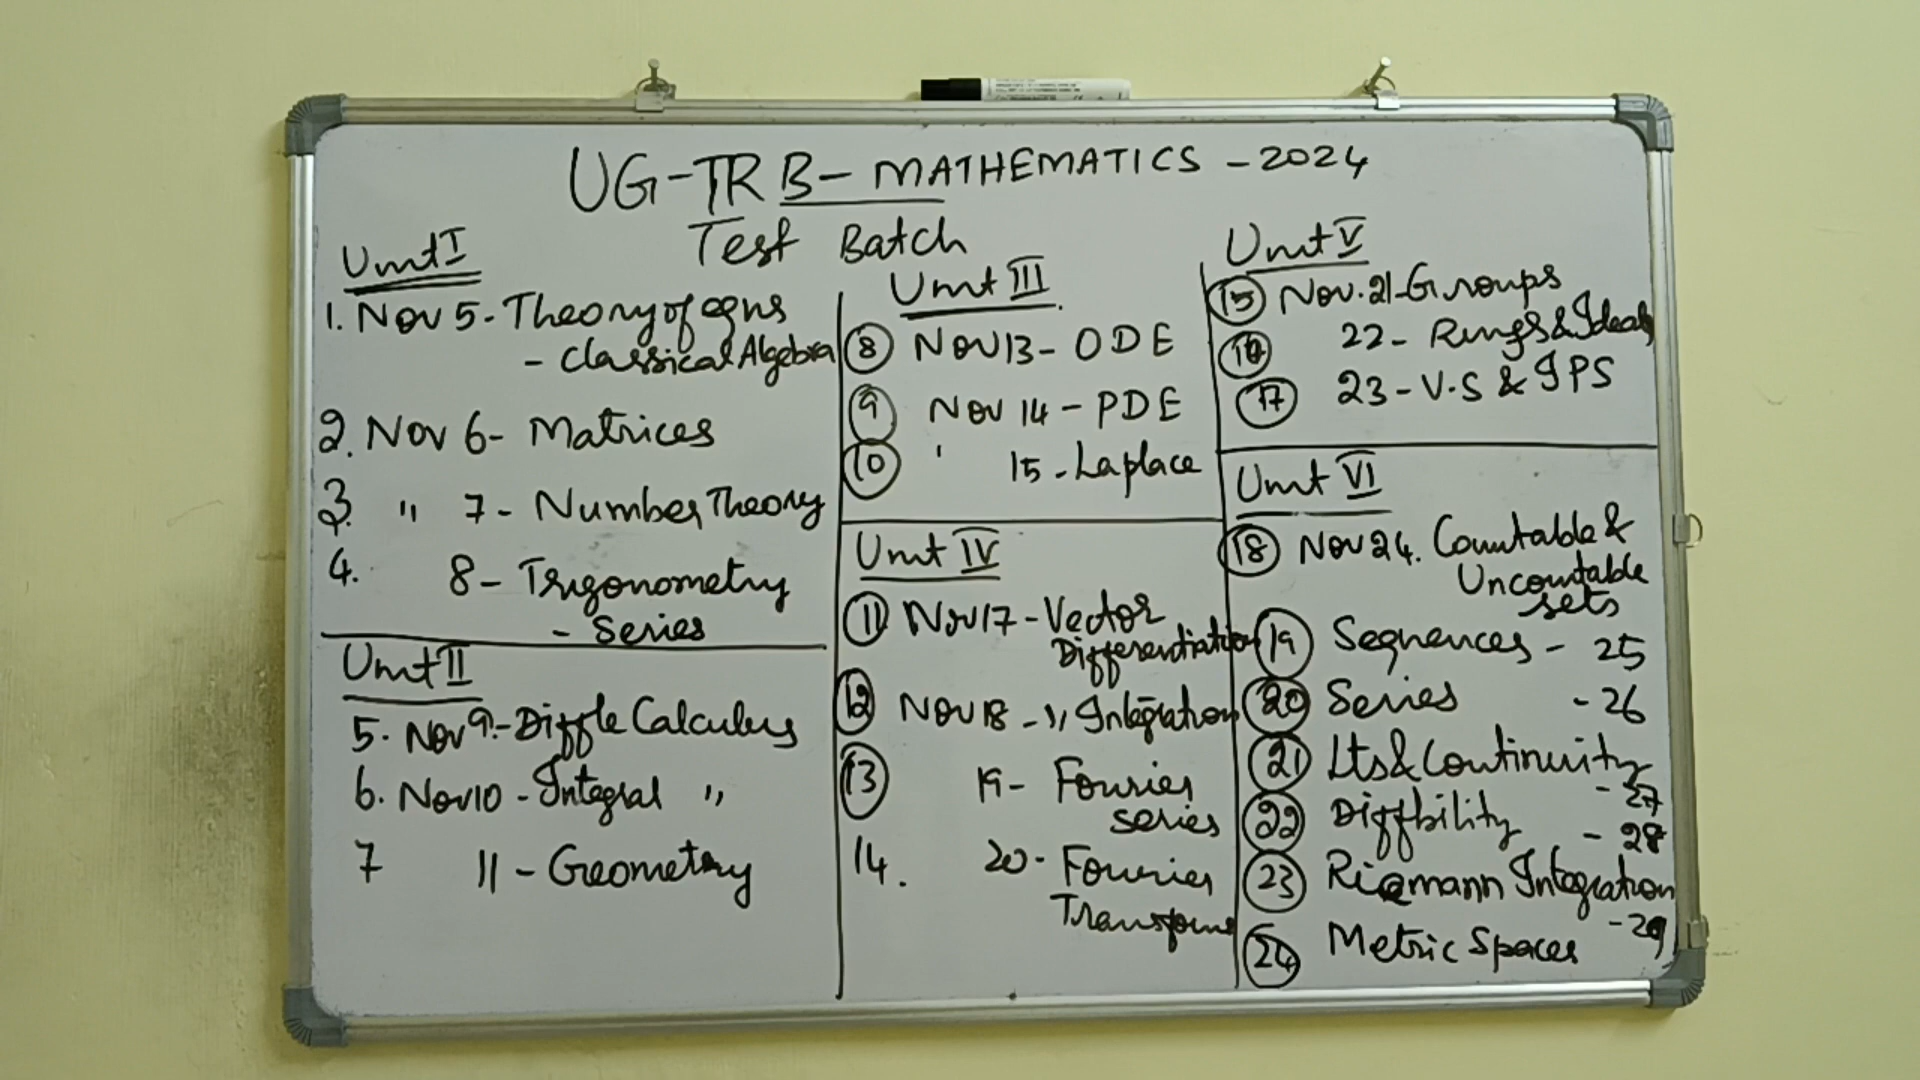 UG-TRB-MATHEMATICS-2024
Test Batch
Unit I
1. Nov 5-Theory of eqns
- Classical Algebra
2. Nov 6- Matrices
3. " 7- Number Theory
4. 8- Trigonometry
- Series
Unit II
5. Nov 9-Diffle Calculus
6. Nov 10 - Integral "
7 11 - Geometry
Unit III
8 Nov 13- ODE
9 Nov 14 - PDE
10 ' 15 - Laplace
Unit IV
11 Nov 17-Vector
Differentiation
12 Nov 18 - " Integration
13 19- Fourier
series
14. 20- Fourier
Transforms
Unit V
15 Nov. 21-Groups
16 22- Rings & Ideals
17 23-V.S & IPS
Unit VI
18 Nov 24. Countable &
Uncountable
sets
19 Sequences - 25
20 Series - 26
21 Lts & Continuity
- 27
22 Diffbility - 28
23 Riemann Integration
- 29
24 Metric Spaces